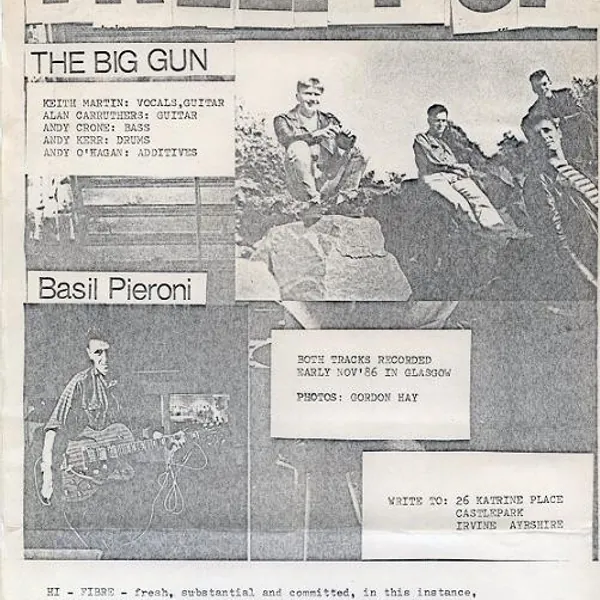 THE BIG GUN
KEITH MARTIN: VOCALS,GUITAR
ALAN CARRUTHERS: GUITAR
ANDY CRONE: BASS
ANDY KERR: DRUMS
ANDY O'HAGAN: ADDITIVES
Basil Pieroni
BOTH TRACKS RECORDED
EARLY NOV'86 IN GLASGOW
PHOTOS: GORDON HAY
WRITE TO: 26 KATRINE PLACE
CASTLEPARK
IRVINE AYRSHIRE
HI - FIBRE - fresh, substantial and committed, in this instance,